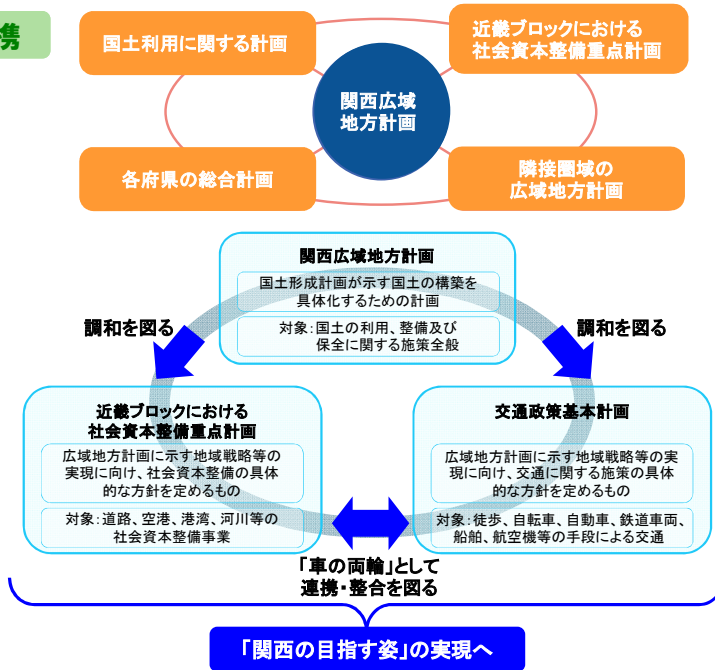 携
国土利用に関する計画
近畿ブロックにおける
社会資本整備重点計画
関西広域
地方計画
各府県の総合計画
隣接圏域の
広域地方計画
関西広域地方計画
国土形成計画が示す国土の構築を
具体化するための計画
対象：国土の利用、整備及び
保全に関する施策全般
調和を図る
調和を図る
近畿ブロックにおける
社会資本整備重点計画
広域地方計画に示す地域戦略等の
実現に向け、社会資本整備の具体
的な方針を定めるもの
対象：道路、空港、港湾、河川等の
社会資本整備事業
交通政策基本計画
広域地方計画に示す地域戦略等の実
現に向け、交通に関する施策の具体
的な方針を定めるもの
対象：徒歩、自転車、自動車、鉄道車両、
船舶、航空機等の手段による交通
「車の両輪」として
連携・整合を図る
「関西の目指す姿」の実現へ